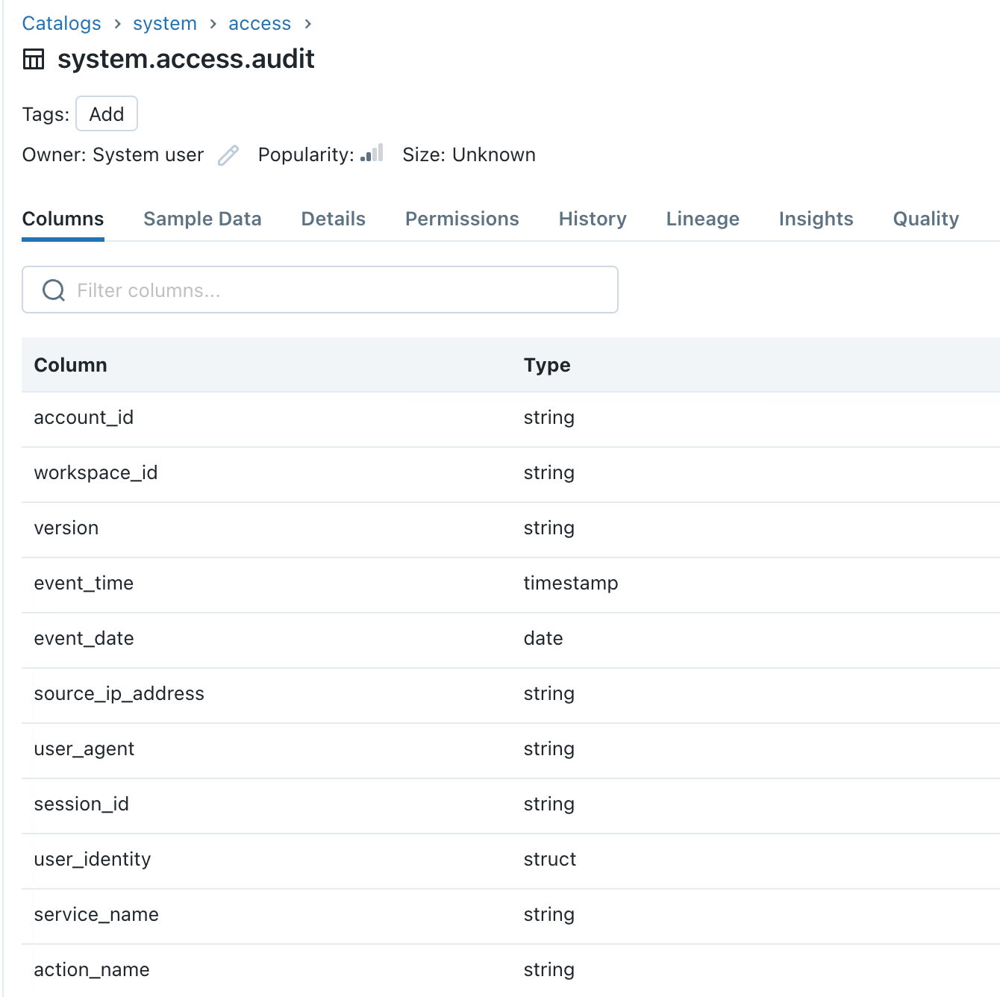 Catalogs > system > access >
system.access.audit
Tags: Add
Owner: System user Popularity: Size: Unknown
Columns Sample Data Details Permissions History Lineage Insights Quality
Filter columns...
Column Type
account_id string
workspace_id string
version string
event_time timestamp
event_date date
source_ip_address string
user_agent string
session_id string
user_identity struct
service_name string
action_name string